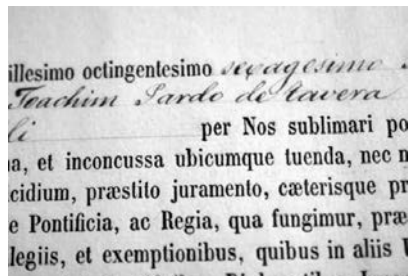 illesimo octingentesimo sexagesimo
Joachim Pardo de tavera
li per Nos sublimari po
a, et inconcussa ubicumque tuenda, nec n
cidium, præstito juramento, cæterisque pr
e Pontificia, ac Regia, qua fungimur, præ
legiis, et exemptionibus, quibus in aliis U